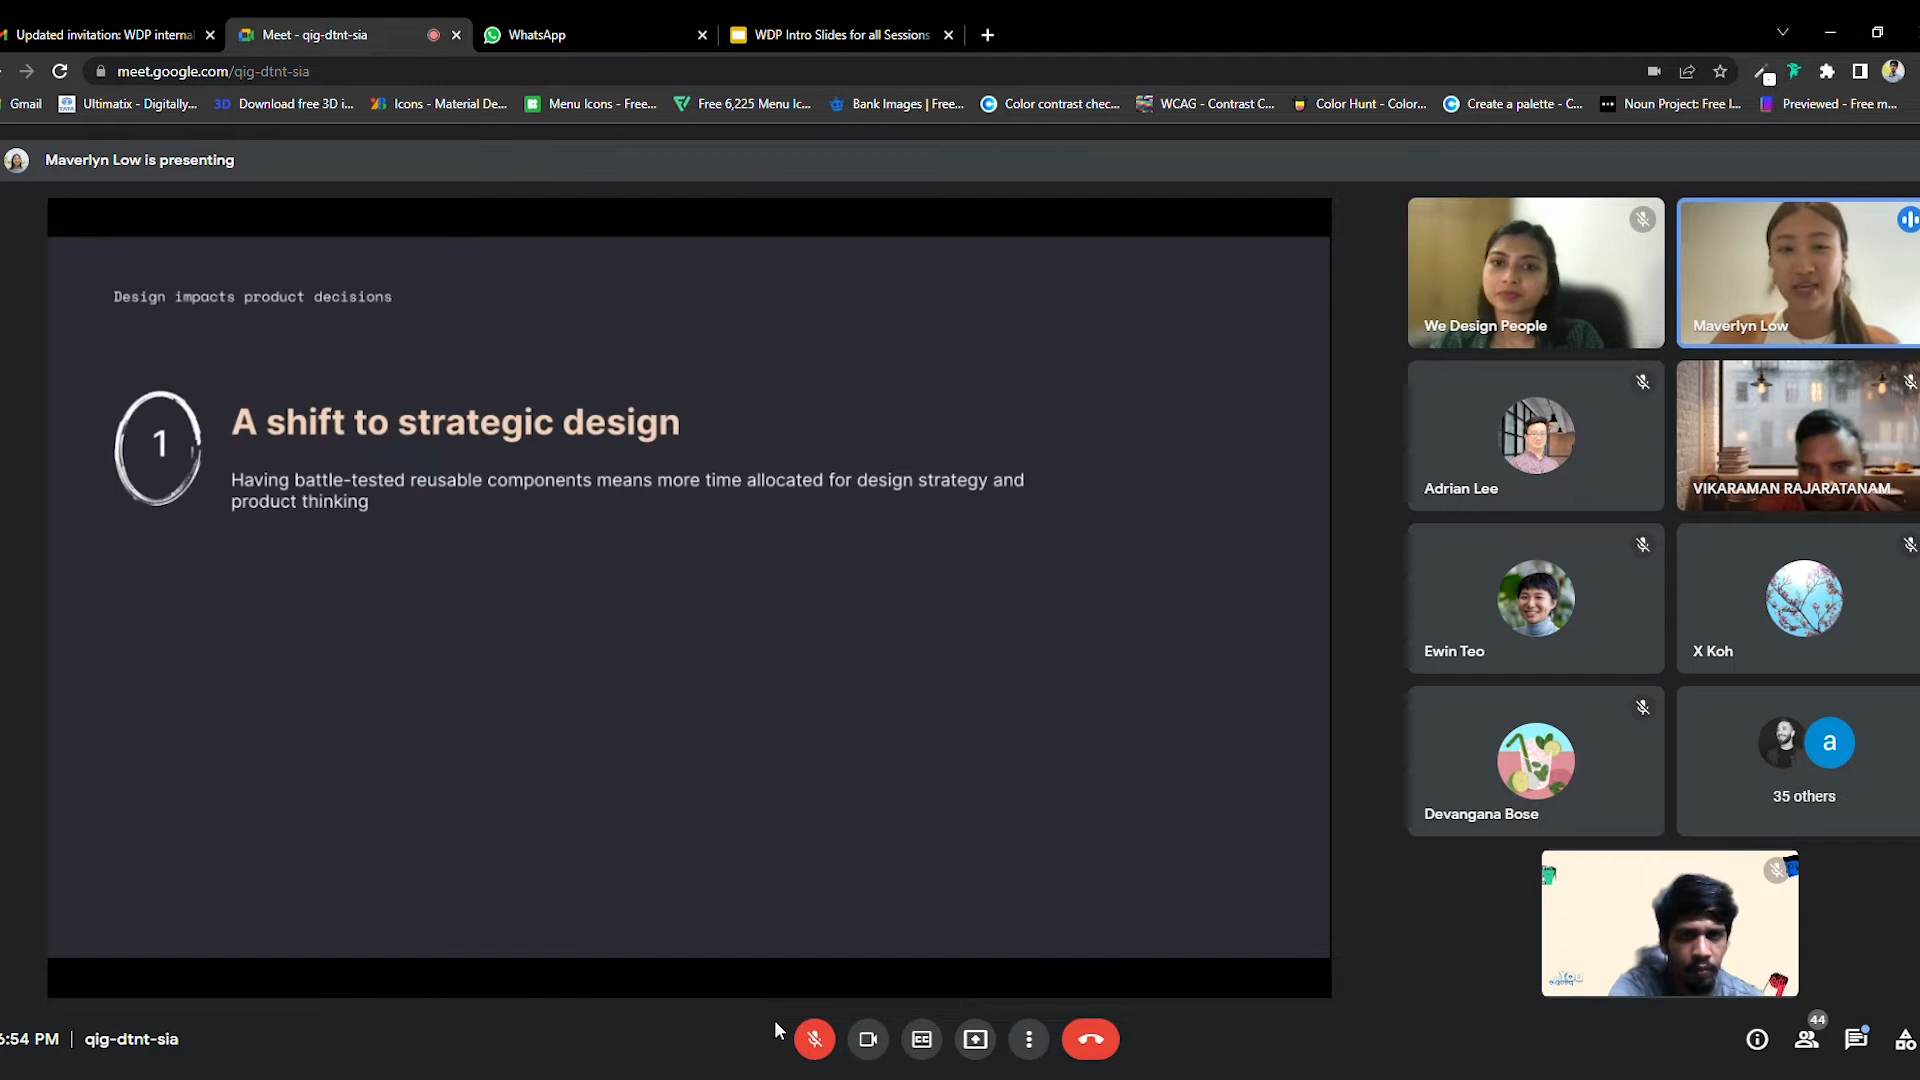 Updated invitation: WDP interna
Meet - qig-dtnt-sia
WhatsApp
WDP Intro Slides for all Sessions
meet.google.com/qig-dtnt-sia
Gmail
TATA
Ultimatix - Digitally...
3D Download free 3D i...
Icons - Material De...
Menu Icons - Free...
Free 6,225 Menu Ic...
Bank Images | Free...
Color contrast chec...
WCAG - Contrast C...
Color Hunt - Color...
Create a palette - C...
Noun Project: Free I...
Previewed - Free m...
Maverlyn Low is presenting
Design impacts product decisions
1
A shift to strategic design
Having battle-tested reusable components means more time allocated for design strategy and
product thinking
We Design People
Maverlyn Low
Adrian Lee
VIKARAMAN RAJARATANAM
Ewin Teo
X Koh
Devangana Bose
a
35 others
You
6:54 PM | qig-dtnt-sia
44